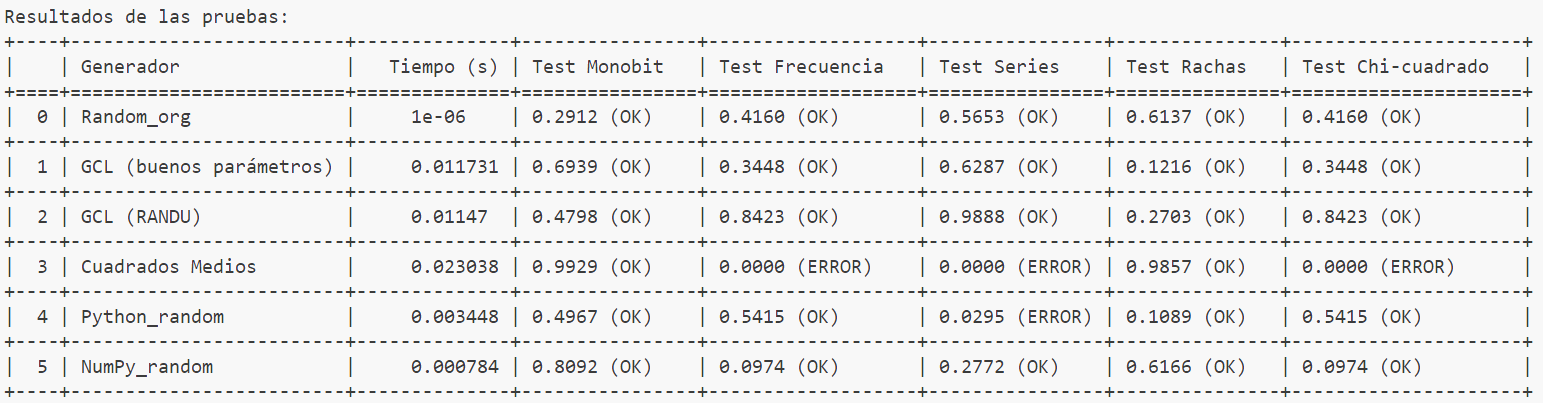 Resultados de las pruebas:
+----+-------------------------+--------------+----------------+-------------------+----------------+---------------+---------------------+
|    | Generador               |   Tiempo (s) | Test Monobit   | Test Frecuencia   | Test Series    | Test Rachas   | Test Chi-cuadrado   |
+====+=========================+==============+================+===================+================+===============+=====================+
|  0 | Random_org              |     1e-06    | 0.2912 (OK)    | 0.4160 (OK)       | 0.5653 (OK)    | 0.6137 (OK)   | 0.4160 (OK)         |
+----+-------------------------+--------------+----------------+-------------------+----------------+---------------+---------------------+
|  1 | GCL (buenos parámetros) |     0.011731 | 0.6939 (OK)    | 0.3448 (OK)       | 0.6287 (OK)    | 0.1216 (OK)   | 0.3448 (OK)         |
+----+-------------------------+--------------+----------------+-------------------+----------------+---------------+---------------------+
|  2 | GCL (RANDU)             |     0.01147  | 0.4798 (OK)    | 0.8423 (OK)       | 0.9888 (OK)    | 0.2703 (OK)   | 0.8423 (OK)         |
+----+-------------------------+--------------+----------------+-------------------+----------------+---------------+---------------------+
|  3 | Cuadrados Medios        |     0.023038 | 0.9929 (OK)    | 0.0000 (ERROR)    | 0.0000 (ERROR) | 0.9857 (OK)   | 0.0000 (ERROR)      |
+----+-------------------------+--------------+----------------+-------------------+----------------+---------------+---------------------+
|  4 | Python_random           |     0.003448 | 0.4967 (OK)    | 0.5415 (OK)       | 0.0295 (ERROR) | 0.1089 (OK)   | 0.5415 (OK)         |
+----+-------------------------+--------------+----------------+-------------------+----------------+---------------+---------------------+
|  5 | NumPy_random            |     0.000784 | 0.8092 (OK)    | 0.0974 (OK)       | 0.2772 (OK)    | 0.6166 (OK)   | 0.0974 (OK)         |
+----+-------------------------+--------------+----------------+-------------------+----------------+---------------+---------------------+